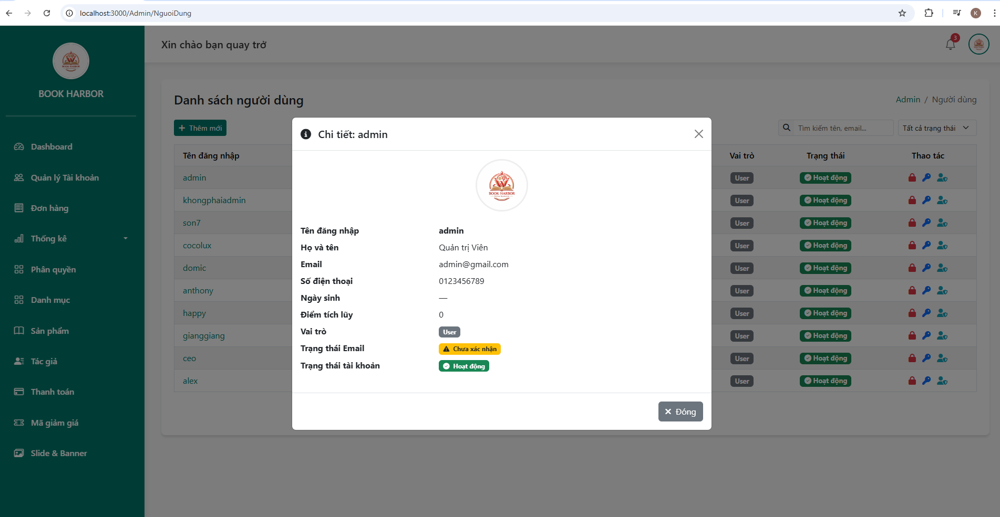 localhost:3000/Admin/NguoiDung
K
BOOK HARBOR
BOOK HARBOR
Dashboard
Quản lý Tài khoản
Đơn hàng
Thống kê
Phân quyền
Danh mục
Sản phẩm
Tác giả
Thanh toán
Mã giảm giá
Slide & Banner
Xin chào bạn quay trở
3
Danh sách người dùng
Admin / Người dùng
Thêm mới
Tìm kiếm tên, email...
Tất cả trạng thái
Tên đăng nhập
Vai trò
Trạng thái
Thao tác
admin
User
Hoạt động
khongphaiadmin
User
Hoạt động
son7
User
Hoạt động
cocolux
User
Hoạt động
domic
User
Hoạt động
anthony
User
Hoạt động
happy
User
Hoạt động
gianggiang
User
Hoạt động
ceo
User
Hoạt động
alex
User
Hoạt động
Chi tiết: admin
BOOK HARBOR
Tên đăng nhập admin
Họ và tên Quản trị Viên
Email admin@gmail.com
Số điện thoại 0123456789
Ngày sinh —
Điểm tích lũy 0
Vai trò User
Trạng thái Email Chưa xác nhận
Trạng thái tài khoản Hoạt động
Đóng